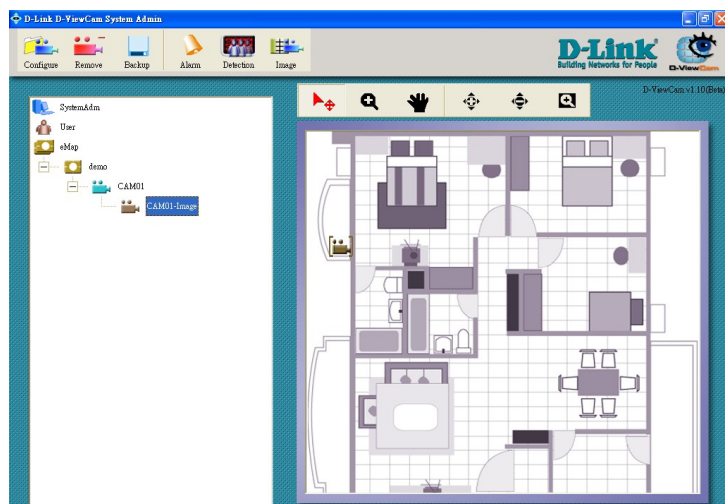 D-Link D-ViewCam System Admin
Configure Remove Backup Alarm Detection Image
D-Link
Building Networks for People
D-ViewCam
D-ViewCam v1.10(Beta)
SystemAdm
User
eMap
demo
CAM01
CAM01-Image